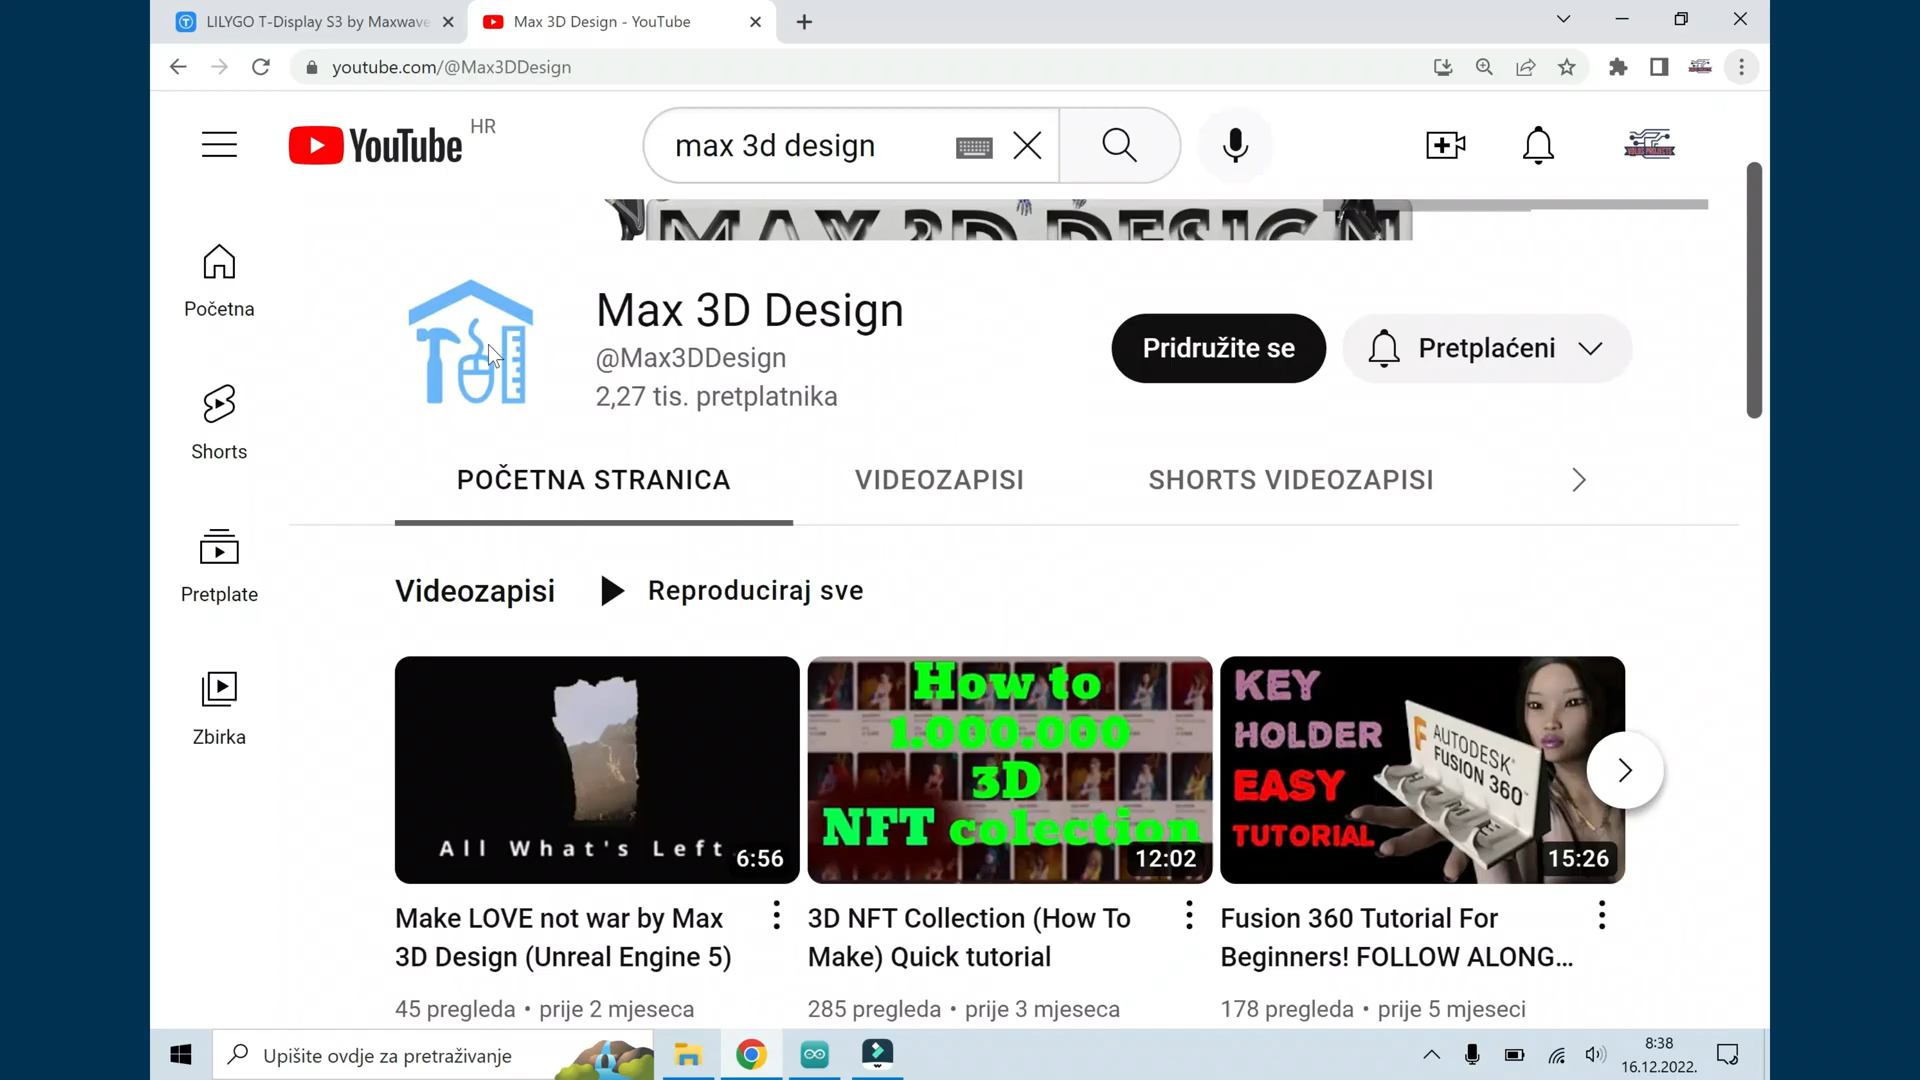 LILYGO T-Display S3 by Maxwave
Max 3D Design - YouTube
youtube.com/@Max3DDesign
YouTube HR
max 3d design
MAX 3D DESIGN
Početna
Shorts
Pretplate
Zbirka
Max 3D Design
@Max3DDesign
2,27 tis. pretplatnika
Pridružite se
Pretplaćeni
POČETNA STRANICA
VIDEOZAPISI
SHORTS VIDEOZAPISI
Videozapisi
Reproduciraj sve
All What's Left
6:56
How to
1.000.000
3D
NFT colection
12:02
KEY
HOLDER
EASY
TUTORIAL
AUTODESK
FUSION 360
HOME
15:26
Make LOVE not war by Max
3D Design (Unreal Engine 5)
45 pregleda • prije 2 mjeseca
3D NFT Collection (How To
Make) Quick tutorial
285 pregleda • prije 3 mjeseca
Fusion 360 Tutorial For
Beginners! FOLLOW ALONG...
178 pregleda • prije 5 mjeseci
Upišite ovdje za pretraživanje
8:38
16.12.2022.